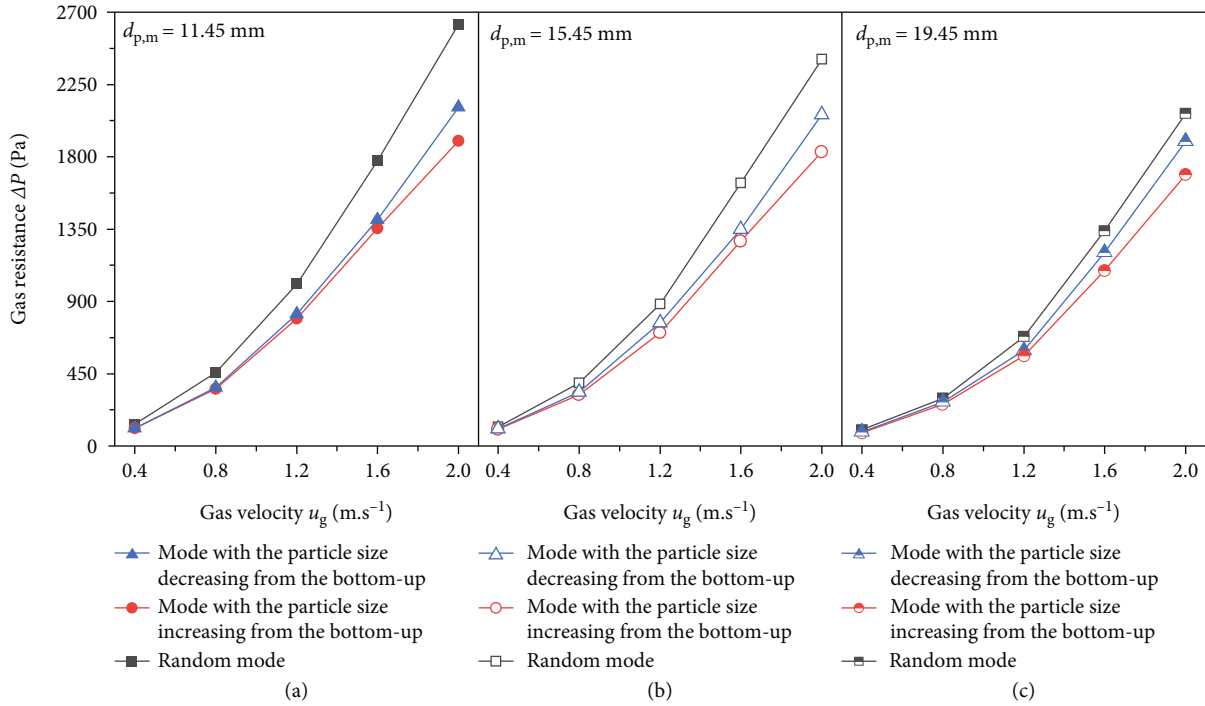 d_p,m = 11.45 mm
d_p,m = 15.45 mm
d_p,m = 19.45 mm
Gas resistance ΔP (Pa)
2700
2250
1800
1350
900
450
0
0.4 0.8 1.2 1.6 2.0
0.4 0.8 1.2 1.6 2.0
0.4 0.8 1.2 1.6 2.0
Gas velocity u_g (m.s⁻¹)
Gas velocity u_g (m.s⁻¹)
Gas velocity u_g (m.s⁻¹)
Mode with the particle size
decreasing from the bottom-up
Mode with the particle size
increasing from the bottom-up
Random mode
(a)
Mode with the particle size
decreasing from the bottom-up
Mode with the particle size
increasing from the bottom-up
Random mode
(b)
Mode with the particle size
decreasing from the bottom-up
Mode with the particle size
increasing from the bottom-up
Random mode
(c)